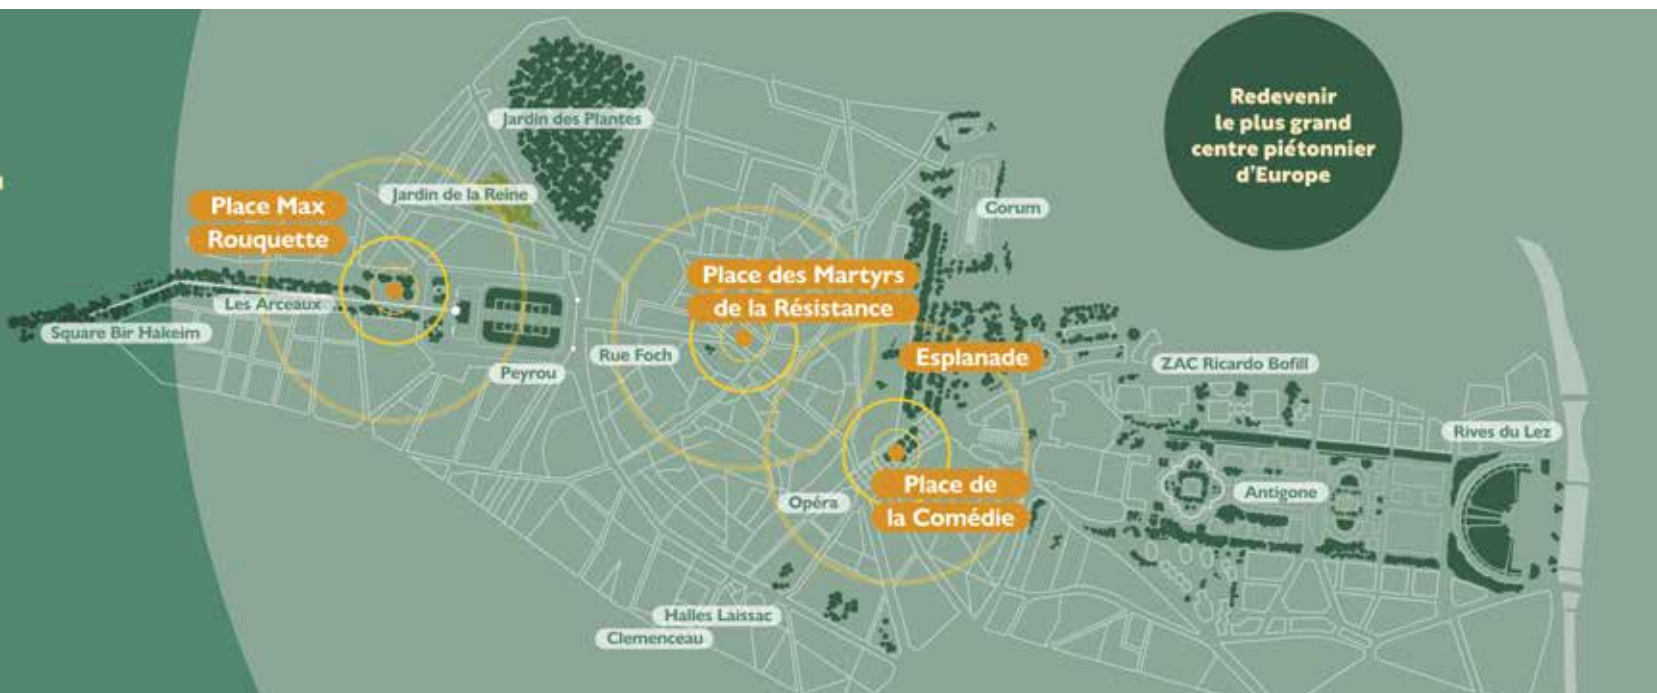 Redevenir
le plus grand
centre piétonnier
d'Europe
Jardin des Plantes
Jardin de la Reine
Place Max
Rouquette
Corum
Place des Martyrs
de la Résistance
Les Arceaux
Square Bir Hakeim
Rue Foch
Esplanade
ZAC Ricardo Bofill
Peyrou
Rives du Lez
Place de
la Comédie
Antigone
Opéra
Halles Laissac
Clemenceau